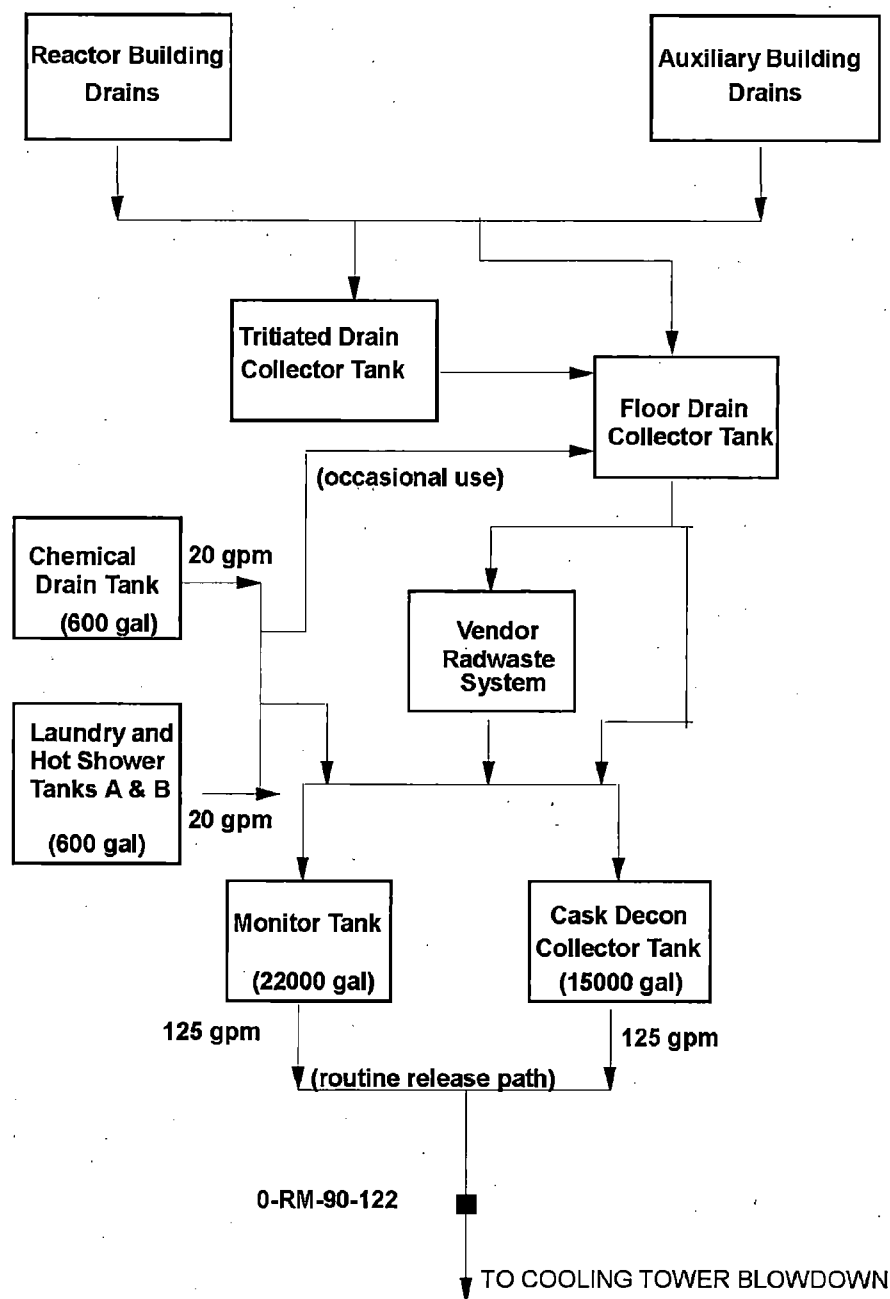 Reactor Building
Drains
Auxiliary Building
Drains
Tritiated Drain
Collector Tank
Floor Drain
Collector Tank
(occasional use)
Chemical
Drain Tank
(600 gal)
20 gpm
Vendor
Radwaste
System
Laundry and
Hot Shower
Tanks A & B
(600 gal)
20 gpm
Monitor Tank
(22000 gal)
Cask Decon
Collector Tank
(15000 gal)
125 gpm
125 gpm
(routine release path)
0-RM-90-122
TO COOLING TOWER BLOWDOWN